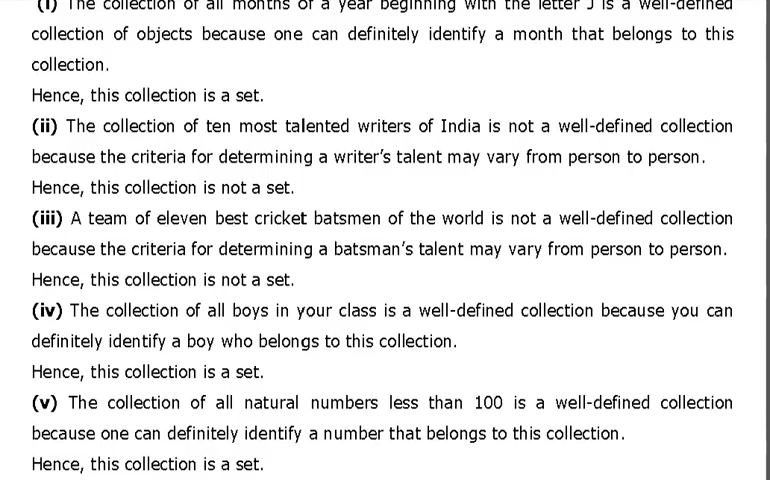 (i) The collection of all months of a year beginning with the letter J is a well-defined
collection of objects because one can definitely identify a month that belongs to this
collection.
Hence, this collection is a set.
(ii) The collection of ten most talented writers of India is not a well-defined collection
because the criteria for determining a writer’s talent may vary from person to person.
Hence, this collection is not a set.
(iii) A team of eleven best cricket batsmen of the world is not a well-defined collection
because the criteria for determining a batsman’s talent may vary from person to person.
Hence, this collection is not a set.
(iv) The collection of all boys in your class is a well-defined collection because you can
definitely identify a boy who belongs to this collection.
Hence, this collection is a set.
(v) The collection of all natural numbers less than 100 is a well-defined collection
because one can definitely identify a number that belongs to this collection.
Hence, this collection is a set.